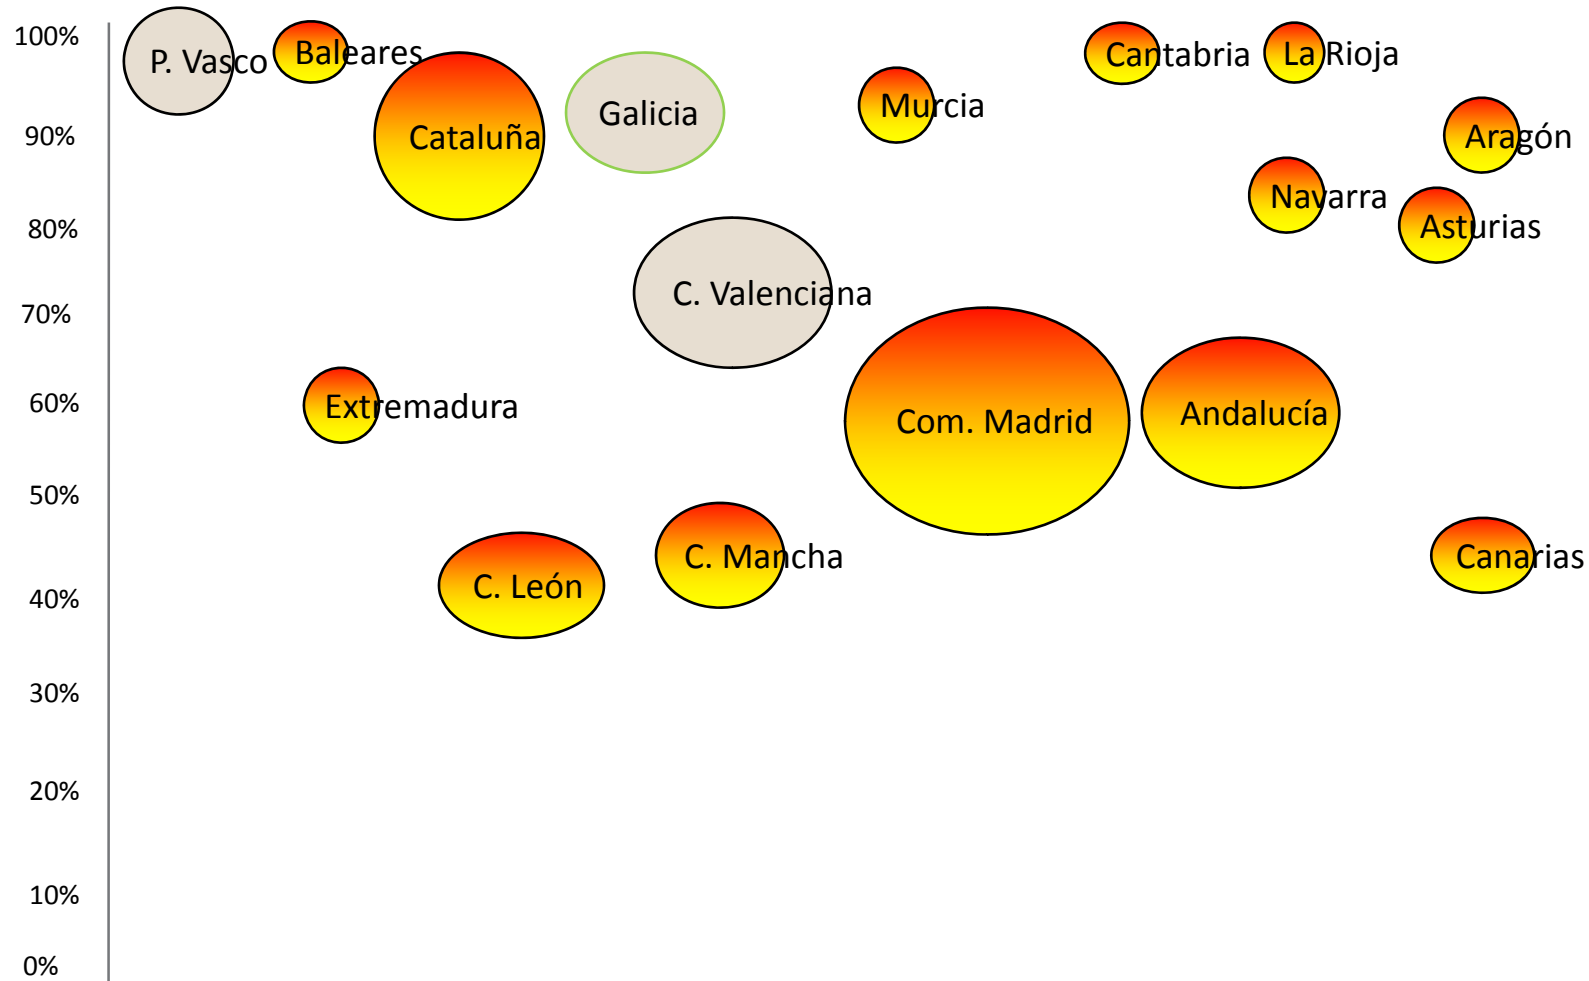 100%
P. Vasco
Baleares
Cantabria
La Rioja
Galicia
Murcia
90%
Cataluña
Aragón
Navarra
80%
Asturias
C. Valenciana
70%
60%
Extremadura
Andalucía
Com. Madrid
50%
C. Mancha
Canarias
C. León
40%
30%
20%
10%
0%